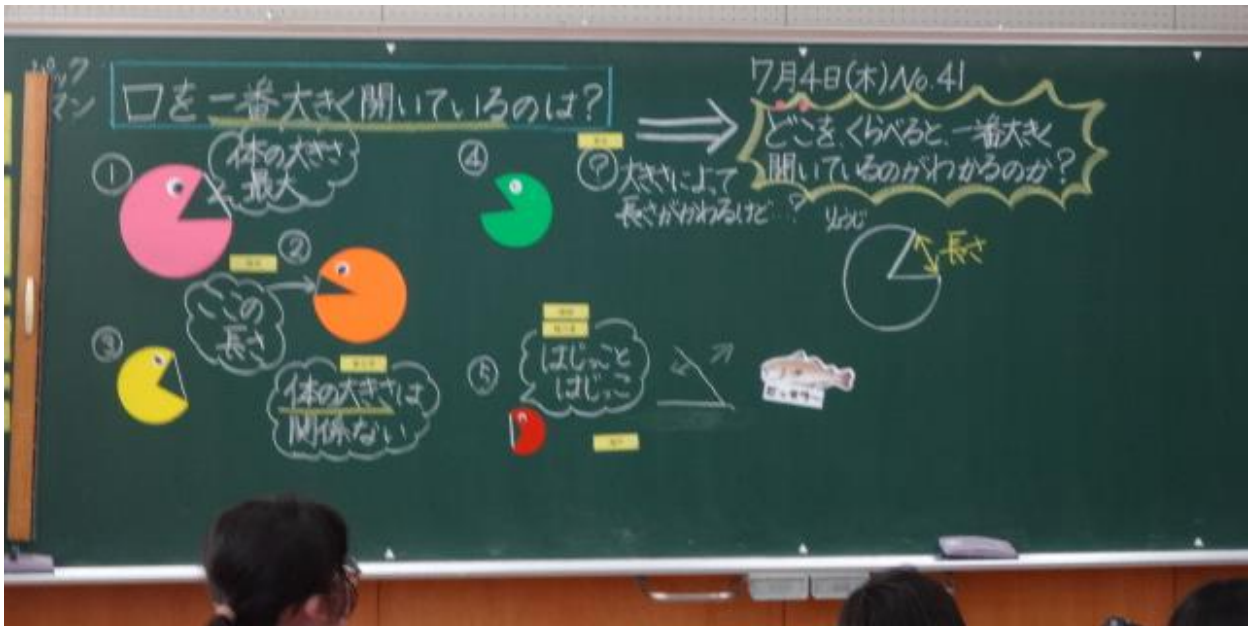 パック
マン
口を一番大きく開いているのは?
7月4日(木)No.41
どこをくらべると、一番大きく
開いているのがわかるのか?
①
体の大きさ
最大
④
?
大きさによって
長さがかわるけど…?
②
ここの
長さ
長さ
③
体の大きさは
関係ない
⑤
はじっこと
はじっこ